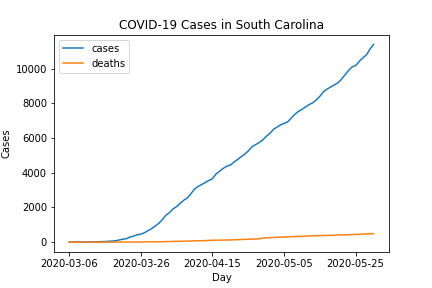 COVID-19 Cases in South Carolina
cases
deaths
10000
8000
6000
4000
2000
0
Cases
2020-03-06 2020-03-26 2020-04-15 2020-05-05 2020-05-25
Day